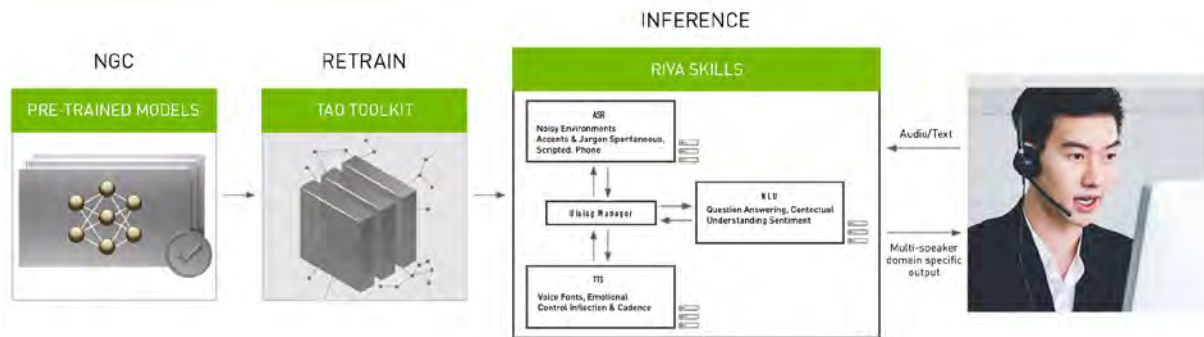 INFERENCE
NGC
RETRAIN
RIVA SKILLS
PRE-TRAINED MODELS
TAO TOOLKIT
ASR
Noisy Environments
Accents & Jargon Spontaneous,
Scripted, Phone
Dialog Manager
NLU
Question Answering, Contectual
Understanding Sentiment
TTS
Voice Fonts, Emotional
Control Inflection & Cadence
Audio/Text
Multi-speaker
domain specific
output